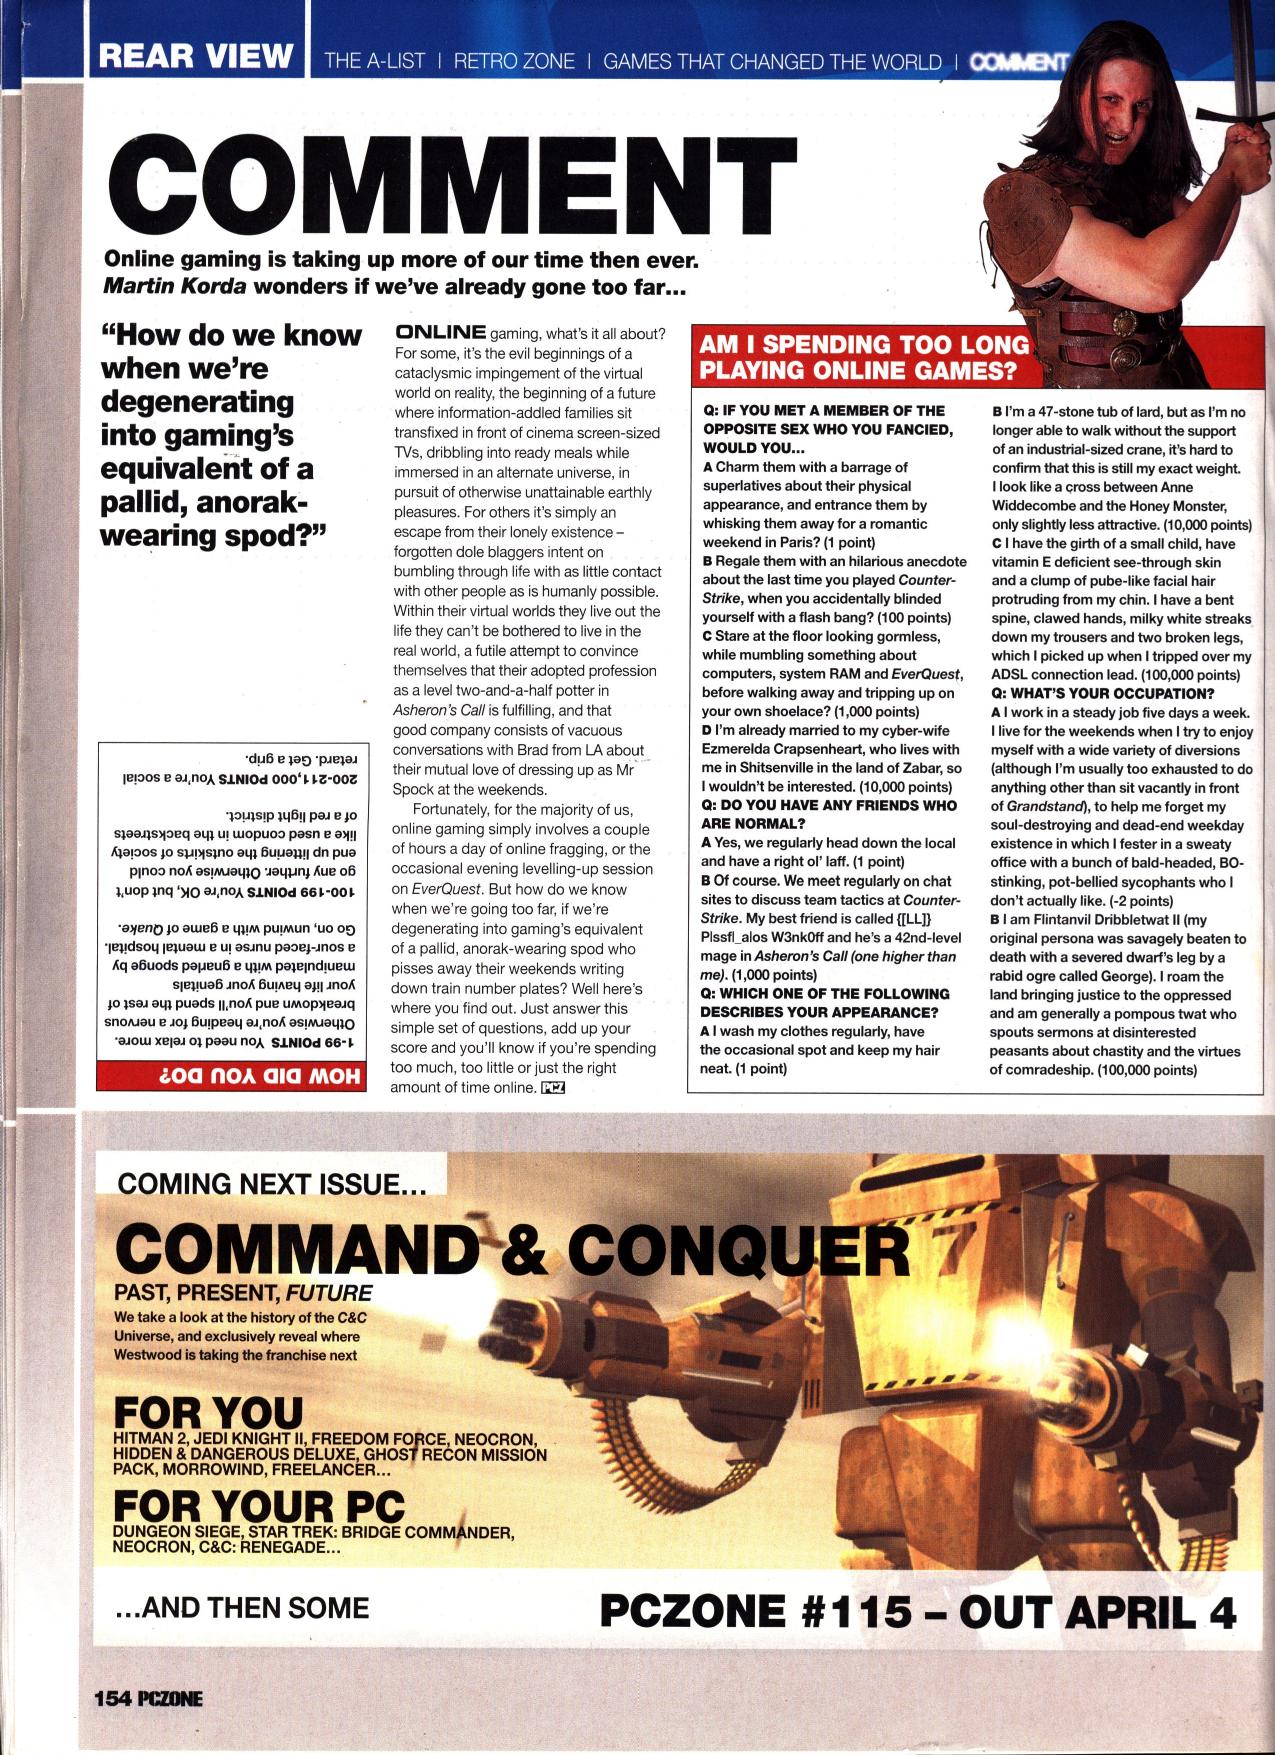 REAR VIEW
THE A-LIST | RETRO ZONE | GAMES THAT CHANGED THE WORLD | COMMENT
COMMENT
Online gaming is taking up more of our time then ever.
Martin Korda wonders if we've already gone too far...
“How do we know
when we're
degenerating
into gaming's
equivalent of a
pallid, anorak-
wearing spod?”
ONLINE gaming, what's it all about?
For some, it's the evil beginnings of a
cataclysmic impingement of the virtual
world on reality, the beginning of a future
where information-addled families sit
transfixed in front of cinema screen-sized
TVs, dribbling into ready meals while
immersed in an alternate universe, in
pursuit of otherwise unattainable earthly
pleasures. For others it's simply an
escape from their lonely existence –
forgotten dole blaggers intent on
bumbling through life with as little contact
with other people as is humanly possible.
Within their virtual worlds they live out the
life they can't be bothered to live in the
real world, a futile attempt to convince
themselves that their adopted profession
as a level two-and-a-half potter in
Asheron's Call is fulfilling, and that
good company consists of vacuous
conversations with Brad from LA about
their mutual love of dressing up as Mr
Spock at the weekends.
Fortunately, for the majority of us,
online gaming simply involves a couple
of hours a day of online fragging, or the
occasional evening levelling-up session
on EverQuest. But how do we know
when we're going too far, if we're
degenerating into gaming's equivalent
of a pallid, anorak-wearing spod who
pisses away their weekends writing
down train number plates? Well here's
where you find out. Just answer this
simple set of questions, add up your
score and you'll know if you're spending
too much, too little or just the right
amount of time online. PCZ
AM I SPENDING TOO LONG
PLAYING ONLINE GAMES?
Q: IF YOU MET A MEMBER OF THE
OPPOSITE SEX WHO YOU FANCIED,
WOULD YOU...
A Charm them with a barrage of
superlatives about their physical
appearance, and entrance them by
whisking them away for a romantic
weekend in Paris? (1 point)
B Regale them with an hilarious anecdote
about the last time you played Counter-
Strike, when you accidentally blinded
yourself with a flash bang? (100 points)
C Stare at the floor looking gormless,
while mumbling something about
computers, system RAM and EverQuest,
before walking away and tripping up on
your own shoelace? (1,000 points)
D I'm already married to my cyber-wife
Ezmerelda Crapsenheart, who lives with
me in Shitsenville in the land of Zabar, so
I wouldn't be interested. (10,000 points)
Q: DO YOU HAVE ANY FRIENDS WHO
ARE NORMAL?
A Yes, we regularly head down the local
and have a right ol' laff. (1 point)
B Of course. We meet regularly on chat
sites to discuss team tactics at Counter-
Strike. My best friend is called {[LL]}
Plssfl_alos W3nk0ff and he's a 42nd-level
mage in Asheron's Call (one higher than
me). (1,000 points)
Q: WHICH ONE OF THE FOLLOWING
DESCRIBES YOUR APPEARANCE?
A I wash my clothes regularly, have
the occasional spot and keep my hair
neat. (1 point)
B I'm a 47-stone tub of lard, but as I'm no
longer able to walk without the support
of an industrial-sized crane, it's hard to
confirm that this is still my exact weight.
I look like a cross between Anne
Widdecombe and the Honey Monster,
only slightly less attractive. (10,000 points)
C I have the girth of a small child, have
vitamin E deficient see-through skin
and a clump of pube-like facial hair
protruding from my chin. I have a bent
spine, clawed hands, milky white streaks
down my trousers and two broken legs,
which I picked up when I tripped over my
ADSL connection lead. (100,000 points)
Q: WHAT'S YOUR OCCUPATION?
A I work in a steady job five days a week.
I live for the weekends when I try to enjoy
myself with a wide variety of diversions
(although I'm usually too exhausted to do
anything other than sit vacantly in front
of Grandstand), to help me forget my
soul-destroying and dead-end weekday
existence in which I fester in a sweaty
office with a bunch of bald-headed, BO-
stinking, pot-bellied sycophants who I
don't actually like. (-2 points)
B I am Flintanvil Dribbletwat II (my
original persona was savagely beaten to
death with a severed dwarf's leg by a
rabid ogre called George). I roam the
land bringing justice to the oppressed
and am generally a pompous twat who
spouts sermons at disinterested
peasants about chastity and the virtues
of comradeship. (100,000 points)
HOW DID YOU DO?
1-99 POINTS You need to relax more.
Otherwise you're heading for a nervous
breakdown and you'll spend the rest of
your life having your genitals
manipulated with a gnarled sponge by
a sour-faced nurse in a mental hospital.
Go on, unwind with a game of Quake.
100-199 POINTS You're OK, but don't
go any further. Otherwise you could
end up littering the outskirts of society
like a used condom in the backstreets
of a red light district.
200-211,000 POINTS You're a social
retard. Get a grip.
COMING NEXT ISSUE...
COMMAND & CONQUER
7
PAST, PRESENT, FUTURE
We take a look at the history of the C&C
Universe, and exclusively reveal where
Westwood is taking the franchise next
FOR YOU
HITMAN 2, JEDI KNIGHT II, FREEDOM FORCE, NEOCRON,
HIDDEN & DANGEROUS DELUXE, GHOST RECON MISSION
PACK, MORROWIND, FREELANCER...
FOR YOUR PC
DUNGEON SIEGE, STAR TREK: BRIDGE COMMANDER,
NEOCRON, C&C: RENEGADE...
...AND THEN SOME
PCZONE #115 – OUT APRIL 4
154 PCZONE